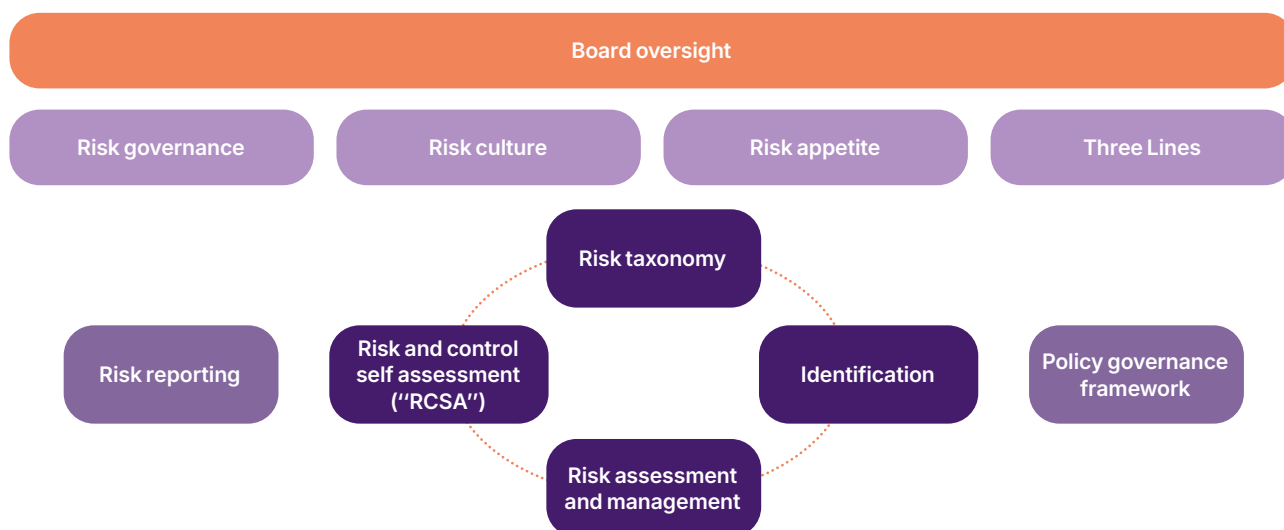 Board oversight
Risk governance
Risk culture
Risk appetite
Three Lines
Risk taxonomy
Risk reporting
Risk and control
self assessment
(‘‘RCSA’’)
Identification
Policy governance
framework
Risk assessment
and management